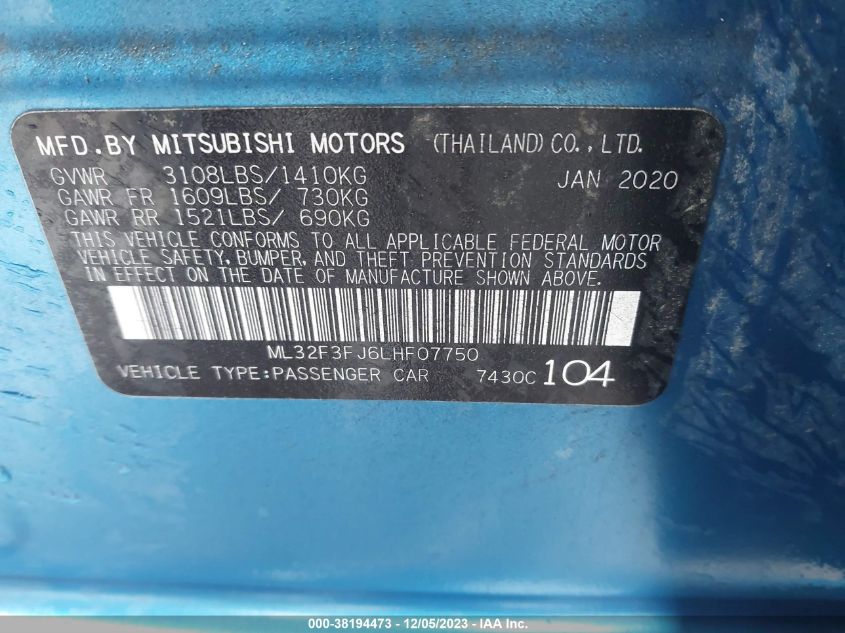 MFD.BY MITSUBISHI MOTORS (THAILAND) CO., LTD.
GVWR 3108LBS/1410KG JAN 2020
GAWR FR 1609LBS/ 730KG
GAWR RR 1521LBS/ 690KG
THIS VEHICLE CONFORMS TO ALL APPLICABLE FEDERAL MOTOR
VEHICLE SAFETY, BUMPER, AND THEFT PREVENTION STANDARDS
IN EFFECT ON THE DATE OF MANUFACTURE SHOWN ABOVE.
ML32F3FJ6LHF07750
VEHICLE TYPE:PASSENGER CAR 7430C 104
000-38194473 - 12/05/2023 - IAA Inc.